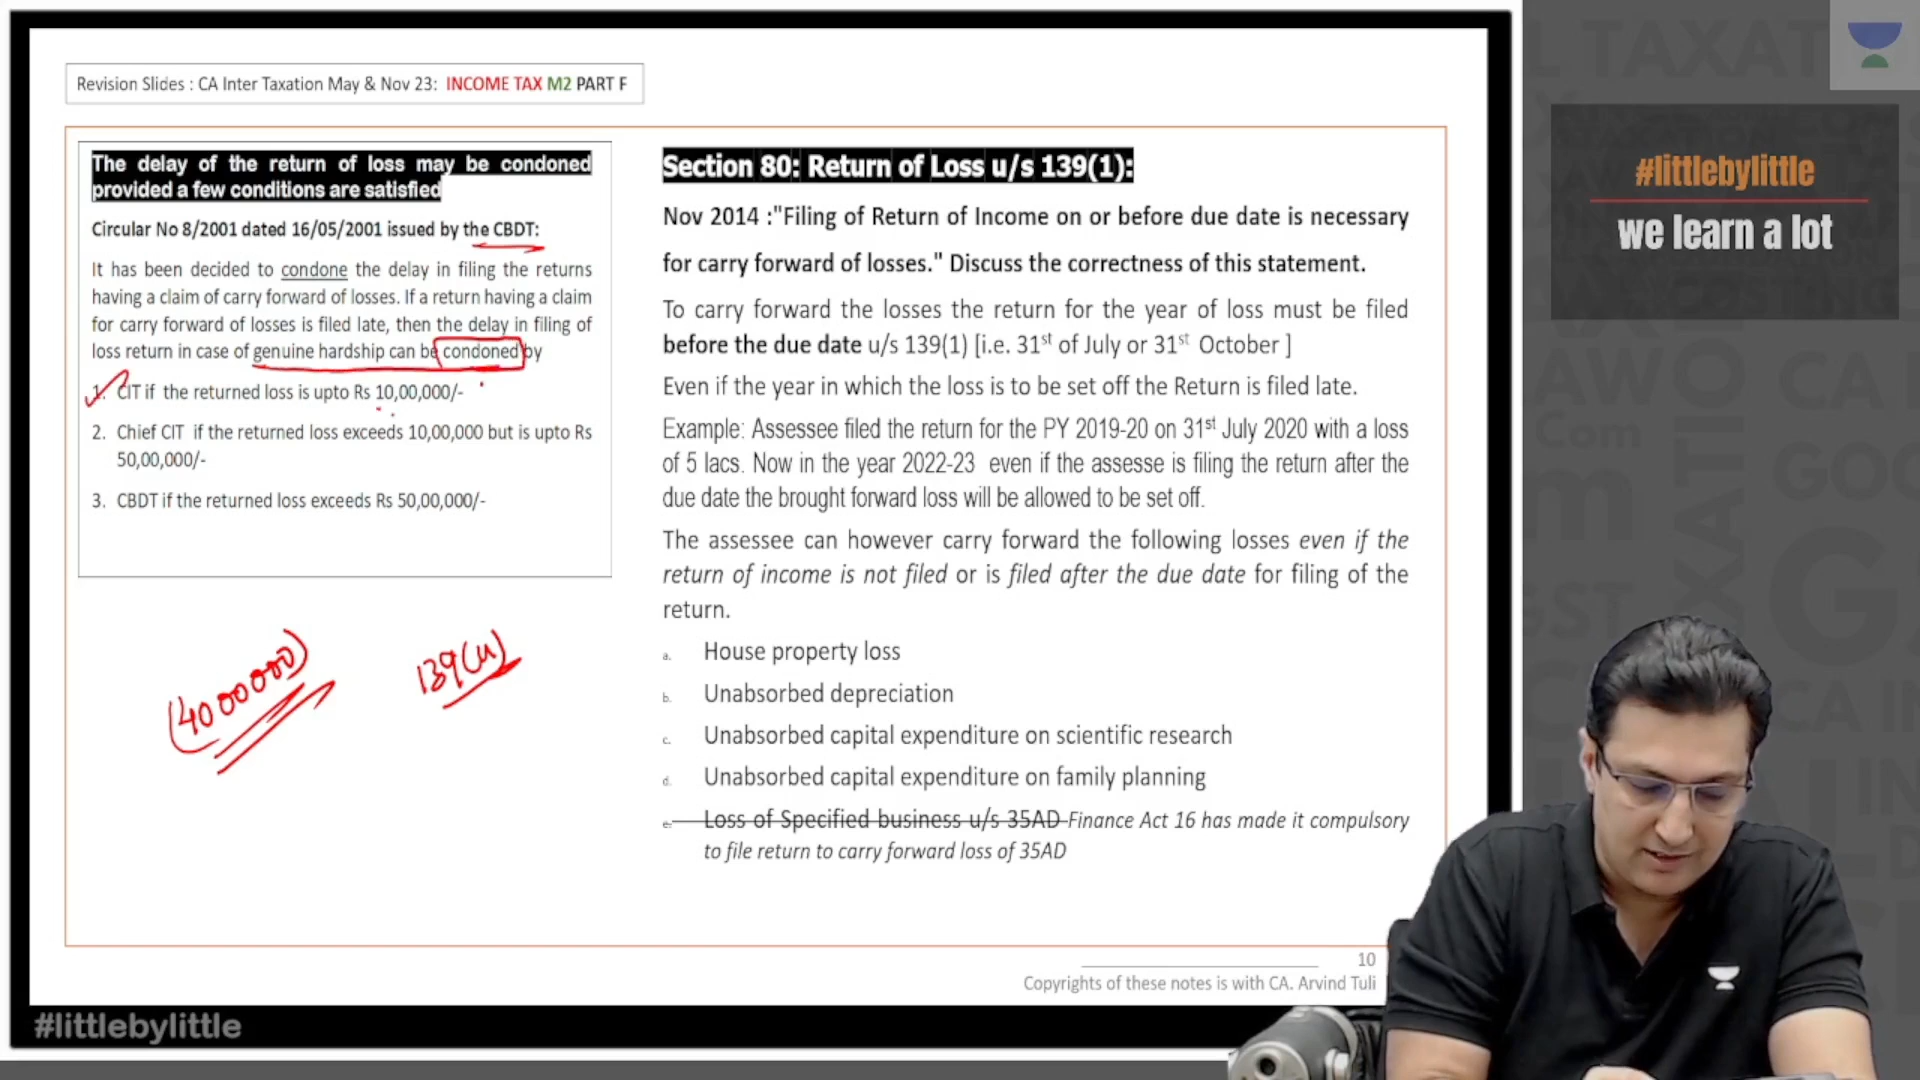 Revision Slides : CA Inter Taxation May & Nov 23: INCOME TAX M2 PART F
The delay of the return of loss may be condoned
provided a few conditions are satisfied
Circular No 8/2001 dated 16/05/2001 issued by the CBDT:
It has been decided to condone the delay in filing the returns
having a claim of carry forward of losses. If a return having a claim
for carry forward of losses is filed late, then the delay in filing of
loss return in case of genuine hardship can be condoned by
1. CIT if the returned loss is upto Rs 10,00,000/-
2. Chief CIT if the returned loss exceeds 10,00,000 but is upto Rs
50,00,000/-
3. CBDT if the returned loss exceeds Rs 50,00,000/-
(4000000)
139(4)
Section 80: Return of Loss u/s 139(1):
Nov 2014 :"Filing of Return of Income on or before due date is necessary
for carry forward of losses." Discuss the correctness of this statement.
To carry forward the losses the return for the year of loss must be filed
before the due date u/s 139(1) [i.e. 31st of July or 31st October ]
Even if the year in which the loss is to be set off the Return is filed late.
Example: Assessee filed the return for the PY 2019-20 on 31st July 2020 with a loss
of 5 lacs. Now in the year 2022-23 even if the assesse is filing the return after the
due date the brought forward loss will be allowed to be set off.
The assessee can however carry forward the following losses even if the
return of income is not filed or is filed after the due date for filing of the
return.
a. House property loss
b. Unabsorbed depreciation
c. Unabsorbed capital expenditure on scientific research
d. Unabsorbed capital expenditure on family planning
e. Loss of Specified business u/s 35AD Finance Act 16 has made it compulsory
to file return to carry forward loss of 35AD
10
Copyrights of these notes is with CA. Arvind Tuli
#littlebylittle
#littlebylittle
we learn a lot